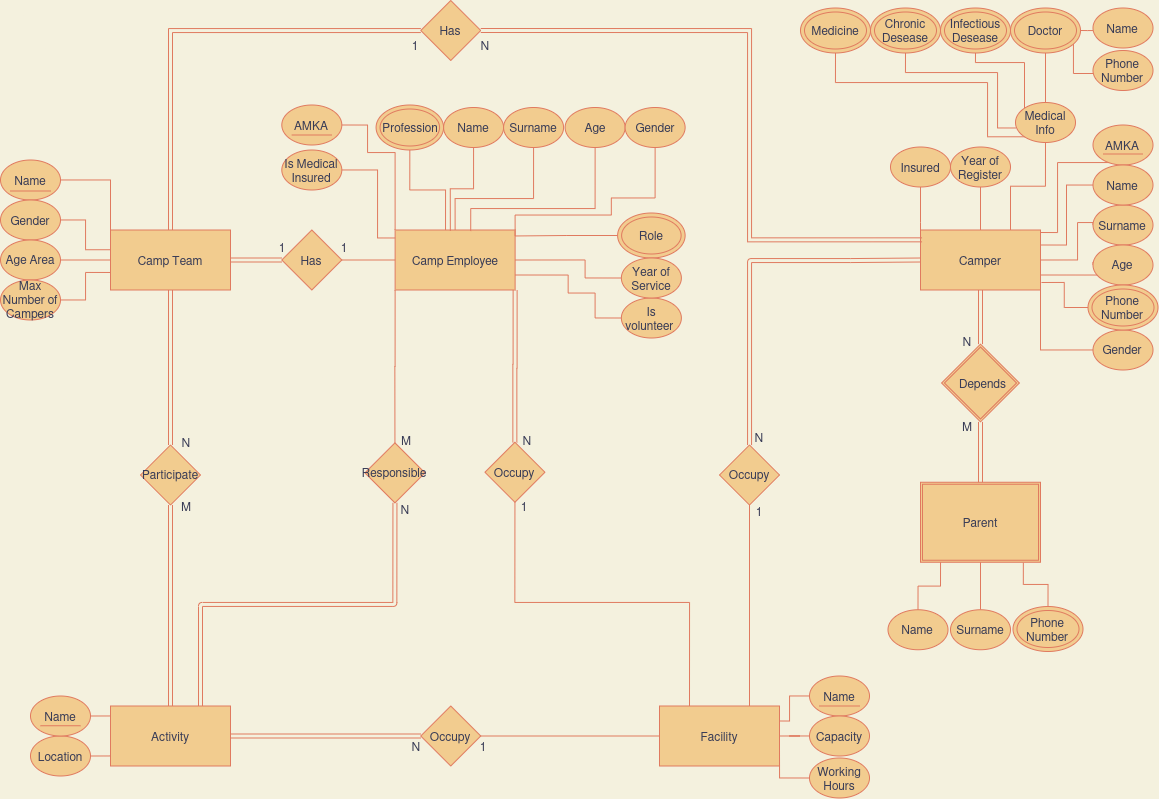 Has
1
N
Medicine
Chronic
Desease
Infectious
Desease
Doctor
Name
Phone
Number
Medical
Info
AMKA
Is Medical
Insured
Profession
Name
Surname
Age
Gender
Insured
Year of
Register
AMKA
Name
Surname
Age
Phone
Number
Gender
Name
Gender
Age Area
Max
Number of
Campers
Camp Team
1
Has
1
Camp Employee
Role
Year of
Service
Is
volunteer
Camper
N
Depends
M
Parent
Name
Surname
Phone
Number
N
Participate
M
M
Responsible
N
N
Occupy
1
N
Occupy
1
Name
Location
Activity
N
Occupy
1
Facility
Name
Capacity
Working
Hours